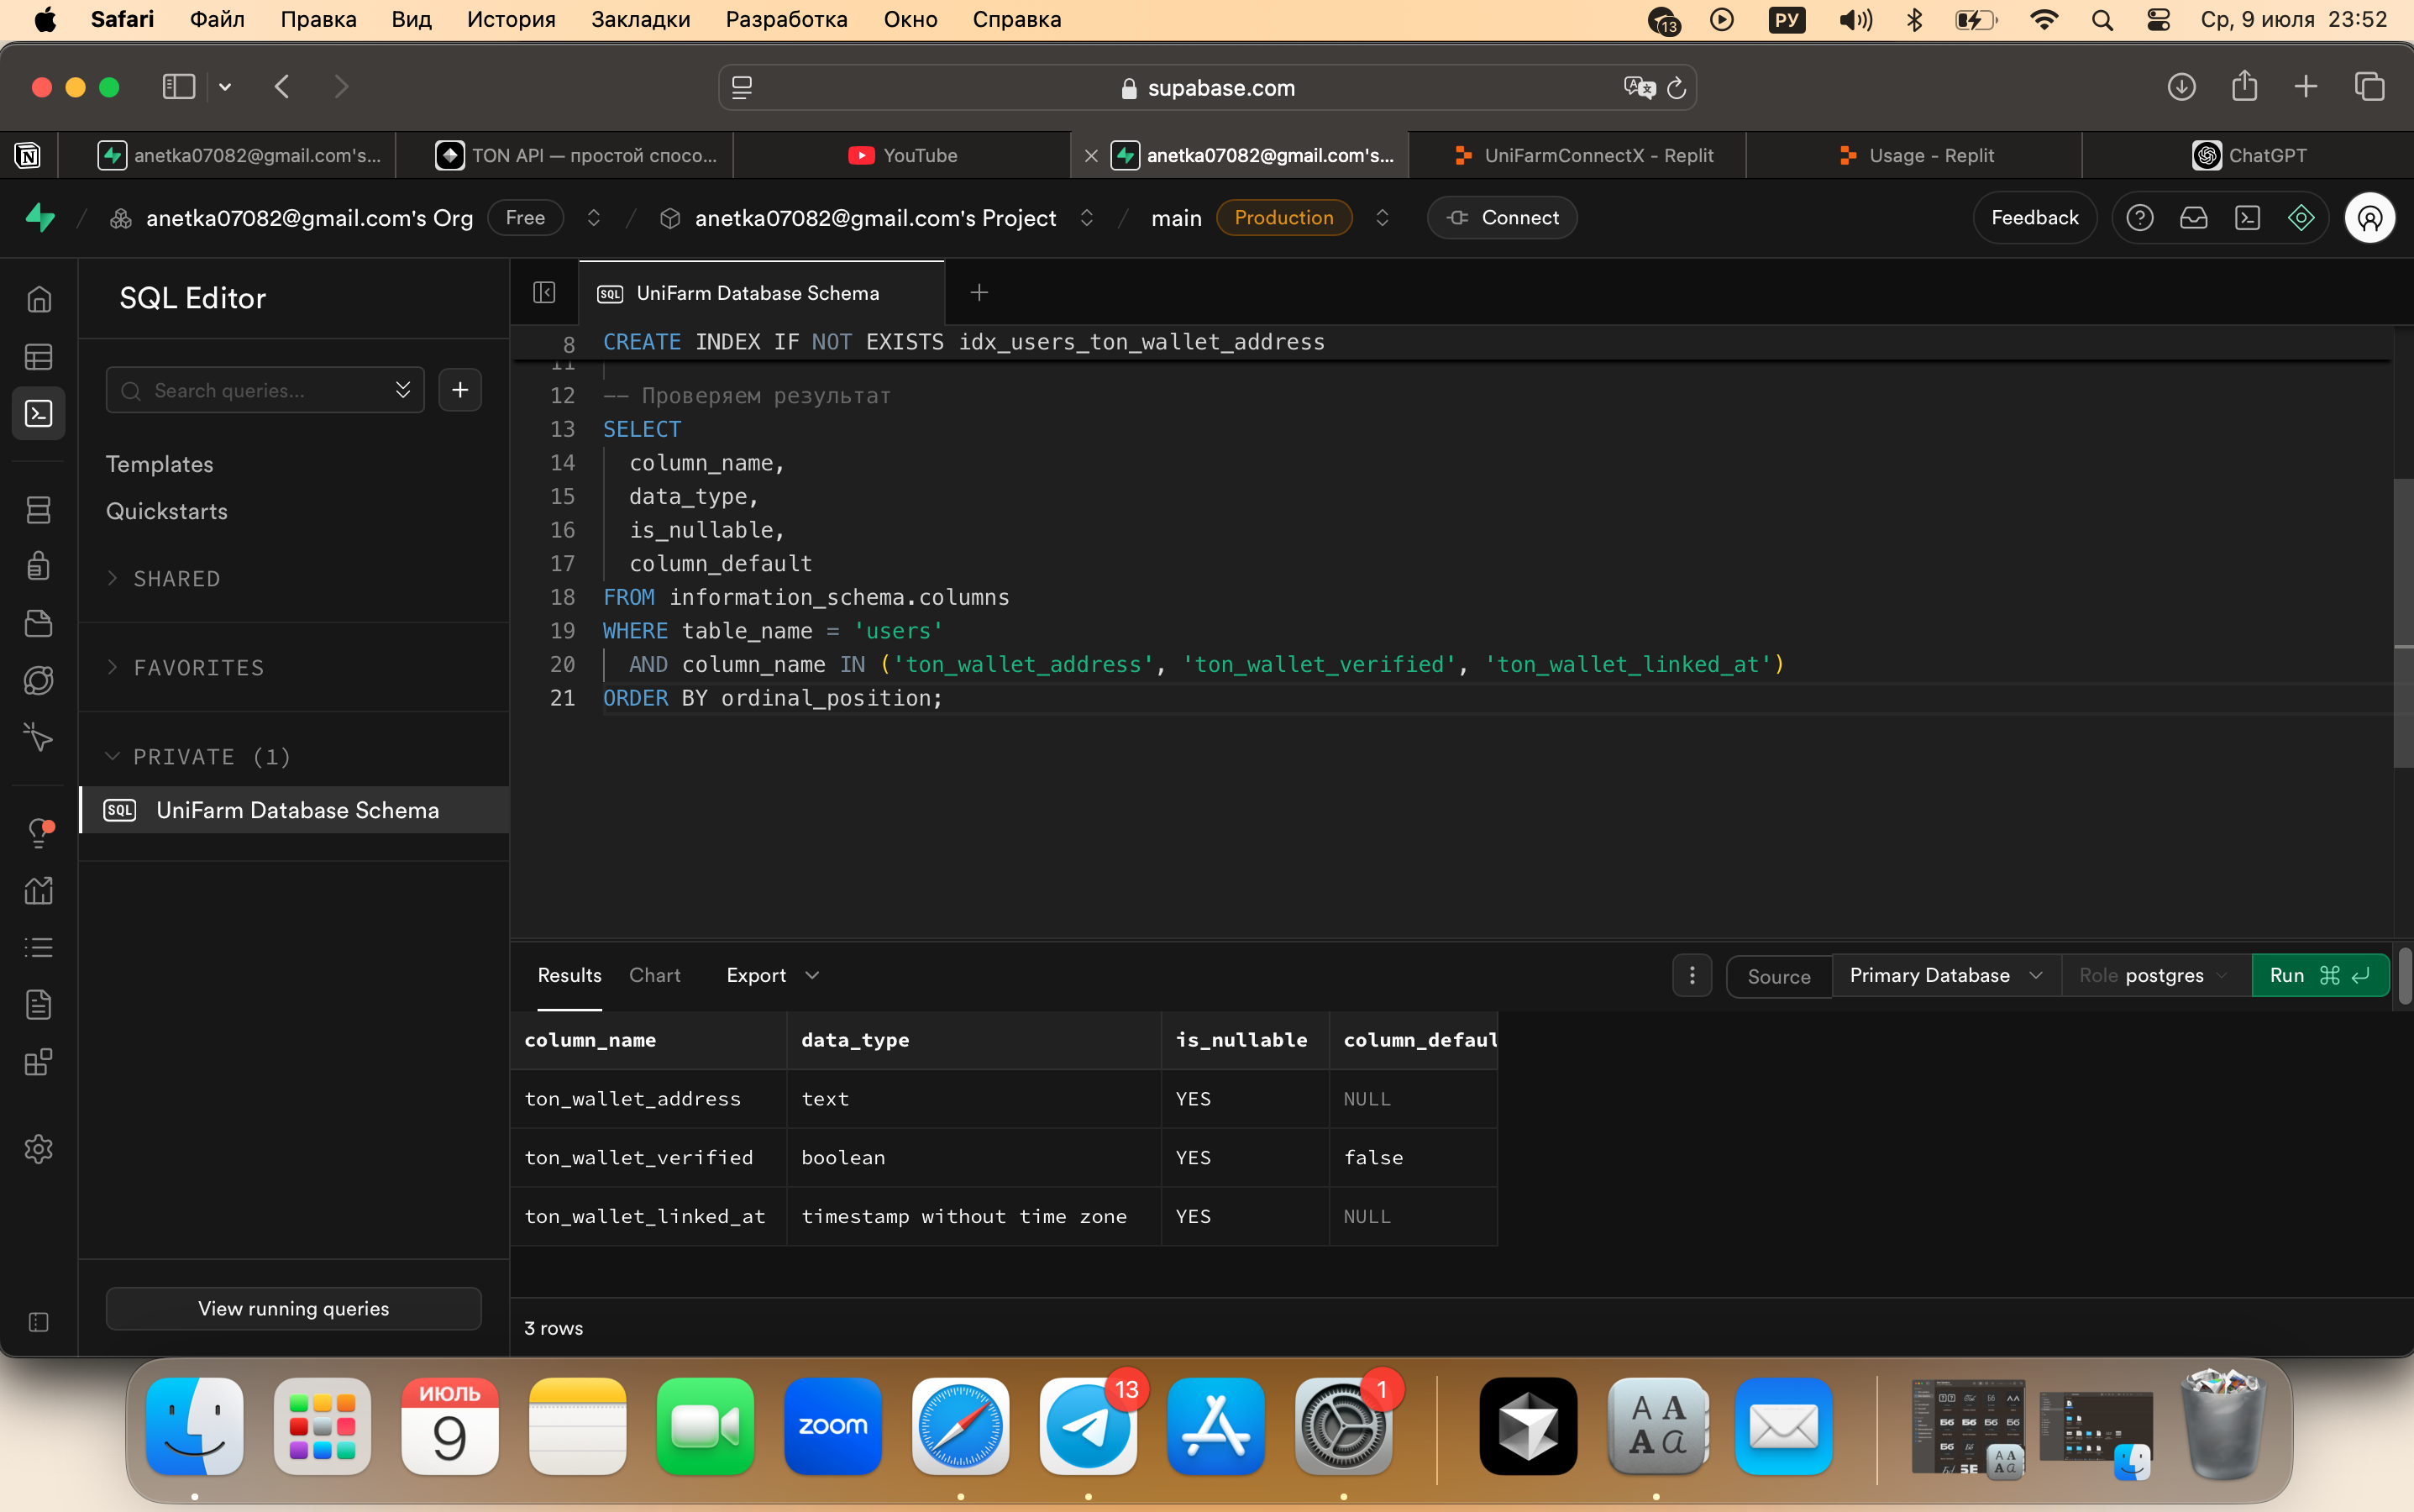 Safari Файл Правка Вид История Закладки Разработка Окно Справка 13 РУ Ср, 9 июля 23:52
supabase.com
anetka07082@gmail.com's... TON API — простой спосо... YouTube anetka07082@gmail.com's... UniFarmConnectX - Replit Usage - Replit ChatGPT
/ anetka07082@gmail.com's Org Free / anetka07082@gmail.com's Project / main Production Connect Feedback
SQL Editor
SQL UniFarm Database Schema
Search queries...
Templates
Quickstarts
SHARED
FAVORITES
PRIVATE (1)
SQL UniFarm Database Schema
View running queries
8 CREATE INDEX IF NOT EXISTS idx_users_ton_wallet_address
11
12 -- Проверяем результат
13 SELECT
14 column_name,
15 data_type,
16 is_nullable,
17 column_default
18 FROM information_schema.columns
19 WHERE table_name = 'users'
20 AND column_name IN ('ton_wallet_address', 'ton_wallet_verified', 'ton_wallet_linked_at')
21 ORDER BY ordinal_position;
Results Chart Export Source Primary Database Role postgres Run ⌘ ↵
column_name data_type is_nullable column_defaul
ton_wallet_address text YES NULL
ton_wallet_verified boolean YES false
ton_wallet_linked_at timestamp without time zone YES NULL
3 rows
ИЮЛЬ
9
zoom
13
1